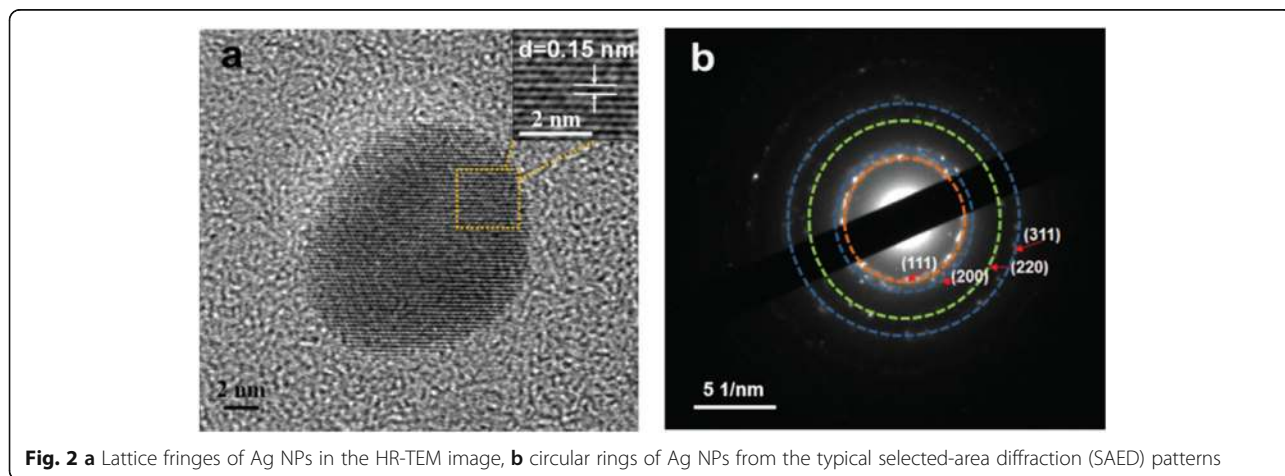 a
d=0.15 nm
2 nm
2 nm
b
(311)
(111)
(200)
(220)
5 1/nm
Fig. 2 a Lattice fringes of Ag NPs in the HR-TEM image, b circular rings of Ag NPs from the typical selected-area diffraction (SAED) patterns